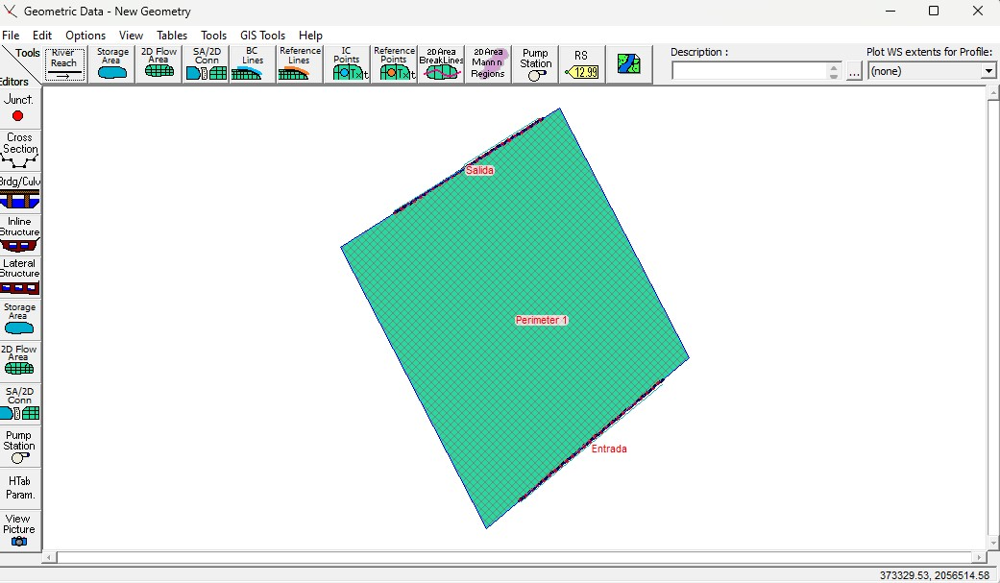 Geometric Data - New Geometry
File Edit Options View Tables Tools GIS Tools Help
Tools
Editors
River
Reach
Storage
Area
2D Flow
Area
SA/2D
Conn
BC
Lines
Reference
Lines
IC
Points
Txt
Reference
Points
Txt
2D Area
BreakLines
2D Area
Mann n
Regions
Pump
Station
RS
12.99
Description :
...
Plot WS extents for Profile:
(none)
Junct.
Cross
Section
Brdg/Culv
Inline
Structure
Lateral
Structure
Storage
Area
2D Flow
Area
SA/2D
Conn
Pump
Station
HTab
Param.
View
Picture
Salida
Perimeter 1
Entrada
373329.53, 2056514.58